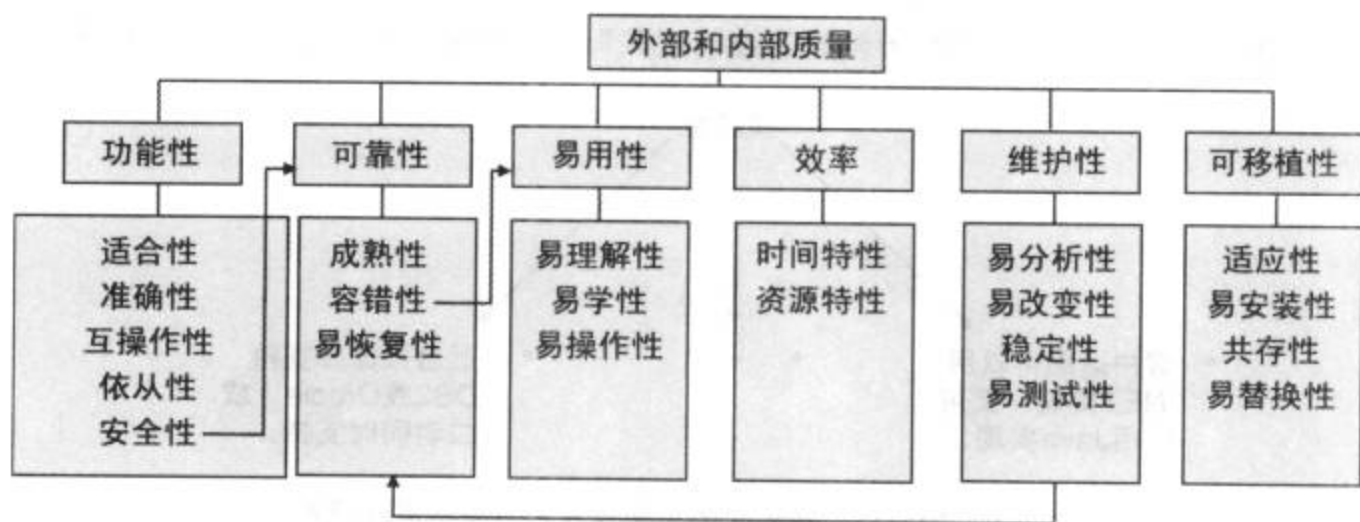 外部和内部质量
功能性
可靠性
易用性
效率
维护性
可移植性
适合性
准确性
互操作性
依从性
安全性
成熟性
容错性
易恢复性
易理解性
易学性
易操作性
时间特性
资源特性
易分析性
易改变性
稳定性
易测试性
适应性
易安装性
共存性
易替换性